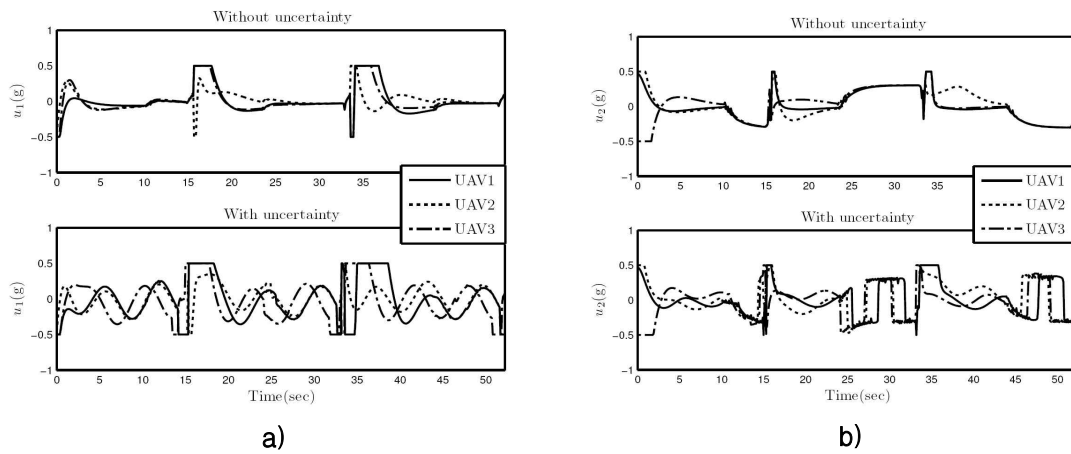 Without uncertainty
1
0.5
0
−0.5
−1
u₁(g)
0 5 10 15 20 25 30 35
UAV1
UAV2
UAV3
With uncertainty
1
0.5
0
−0.5
−1
u₁(g)
0 5 10 15 20 25 30 35 40 45 50
Time(sec)
a)
Without uncertainty
1
0.5
0
−0.5
−1
u₂(g)
0 5 10 15 20 25 30 35
UAV1
UAV2
UAV3
With uncertainty
1
0.5
0
−0.5
−1
u₂(g)
0 5 10 15 20 25 30 35 40 45 50
Time(sec)
b)